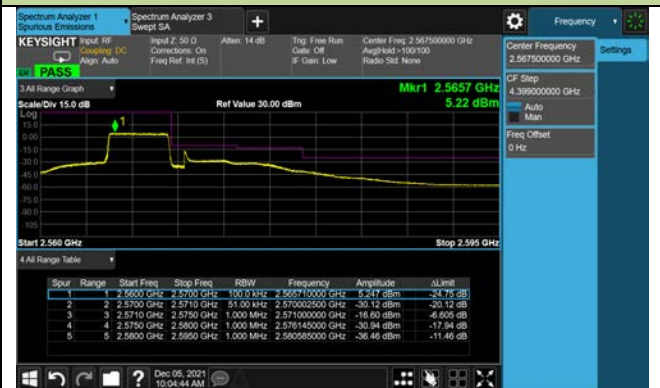 Spectrum Analyzer 1
Spurious Emissions
Spectrum Analyzer 3
Swept SA
Frequency
KEYSIGHT
Input: RF
Coupling: DC
Align: Auto
Input Z: 50 Ω
Corrections: On
Freq Ref: Int (S)
Atten: 14 dB
Trig: Free Run
Gate: Off
IF Gain: Low
Center Freq: 2.567500000 GHz
Avg|Hold:>100/100
Radio Std: None
PASS
Center Frequency
2.567500000 GHz
Settings
CF Step
4.399000000 GHz
Auto
Man
Freq Offset
0 Hz
3 All Range Graph
Mkr1 2.5657 GHz
Scale/Div 15.0 dB
Ref Value 30.00 dBm
5.22 dBm
Log
15.0
0.00
-15.0
-30.0
-45.0
-60.0
-75.0
-90.0
-105
1
Start 2.560 GHz
Stop 2.595 GHz
4 All Range Table
Spur Range Start Freq Stop Freq RBW Frequency Amplitude ΔLimit
1 1 2.5600 GHz 2.5700 GHz 100.0 kHz 2.565710000 GHz 5.247 dBm -24.75 dB
2 2 2.5700 GHz 2.5710 GHz 51.00 kHz 2.570002500 GHz -30.12 dBm -20.12 dB
3 3 2.5710 GHz 2.5750 GHz 1.000 MHz 2.571000000 GHz -16.60 dBm -6.605 dB
4 4 2.5750 GHz 2.5800 GHz 1.000 MHz 2.576145000 GHz -30.94 dBm -17.94 dB
5 5 2.5800 GHz 2.5950 GHz 1.000 MHz 2.580585000 GHz -36.46 dBm -11.46 dB
Dec 05, 2021
10:04:44 AM